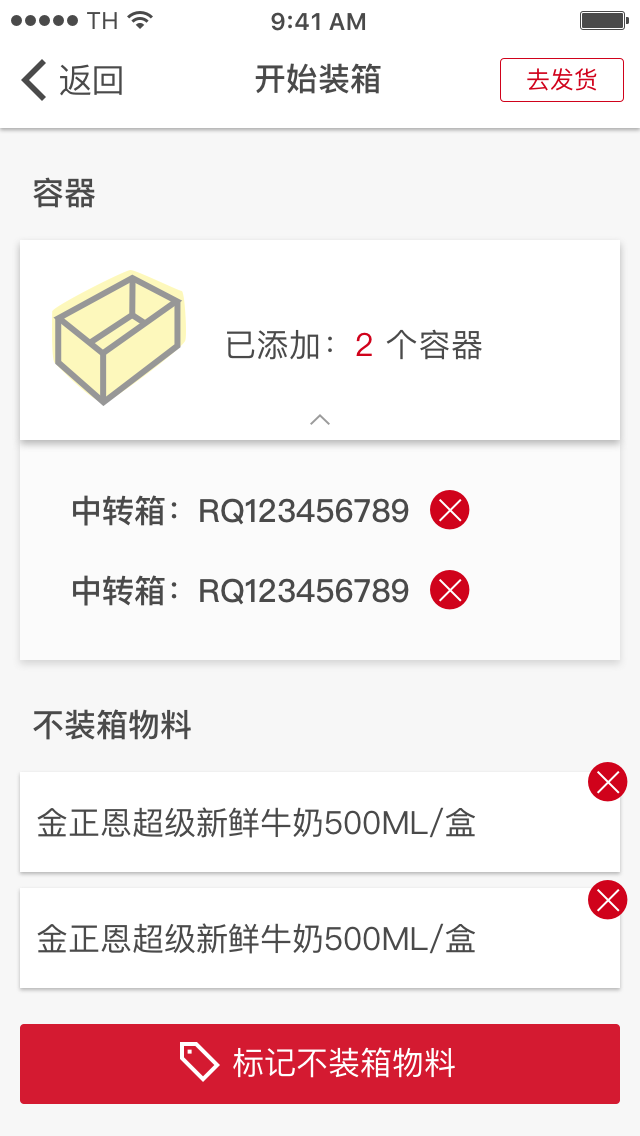 TH 9:41 AM
返回 开始装箱 去发货
容器
已添加：2 个容器
中转箱：RQ123456789
中转箱：RQ123456789
不装箱物料
金正恩超级新鲜牛奶500ML/盒
金正恩超级新鲜牛奶500ML/盒
标记不装箱物料